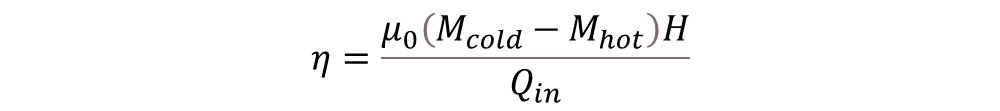 η = μ₀(M_cold − M_hot)H / Q_in